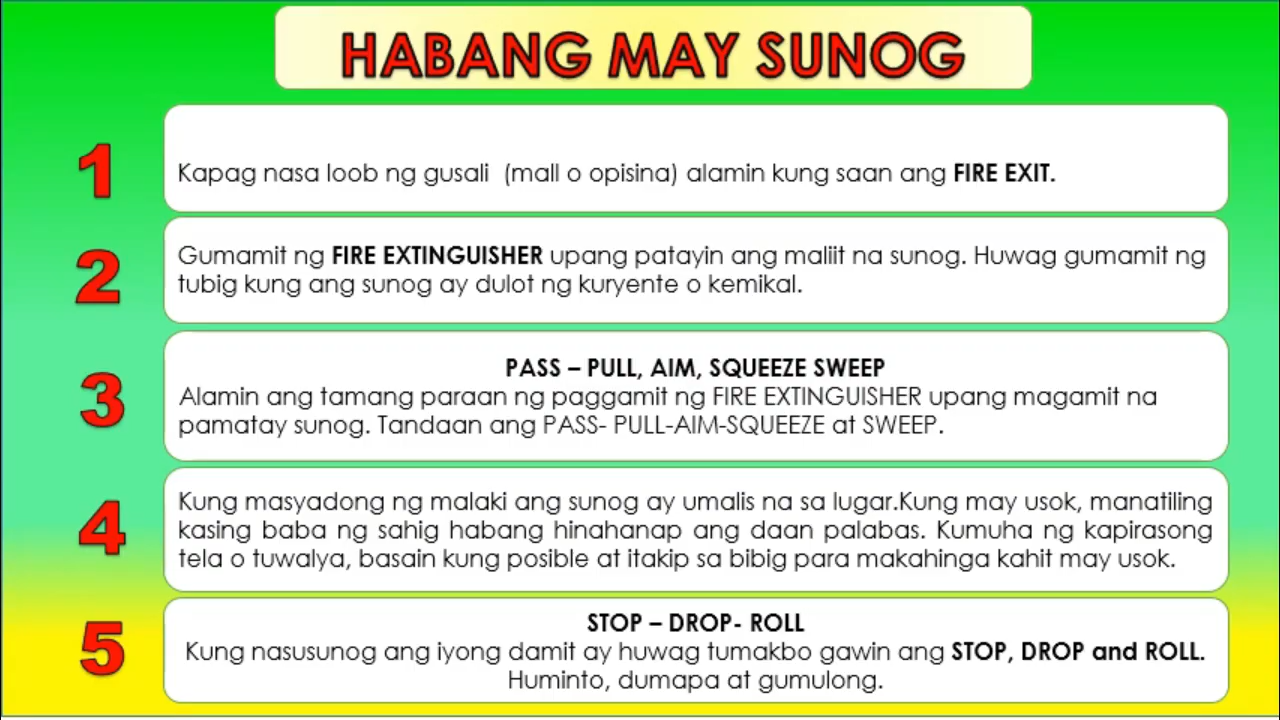 HABANG MAY SUNOG
1
Kapag nasa loob ng gusali (mall o opisina) alamin kung saan ang FIRE EXIT.
2
Gumamit ng FIRE EXTINGUISHER upang patayin ang maliit na sunog. Huwag gumamit ng
tubig kung ang sunog ay dulot ng kuryente o kemikal.
3
PASS – PULL, AIM, SQUEEZE SWEEP
Alamin ang tamang paraan ng paggamit ng FIRE EXTINGUISHER upang magamit na
pamatay sunog. Tandaan ang PASS- PULL-AIM-SQUEEZE at SWEEP.
4
Kung masyadong ng malaki ang sunog ay umalis na sa lugar.Kung may usok, manatiling
kasing baba ng sahig habang hinahanap ang daan palabas. Kumuha ng kapirasong
tela o tuwalya, basain kung posible at itakip sa bibig para makahinga kahit may usok.
5
STOP – DROP- ROLL
Kung nasusunog ang iyong damit ay huwag tumakbo gawin ang STOP, DROP and ROLL.
Huminto, dumapa at gumulong.